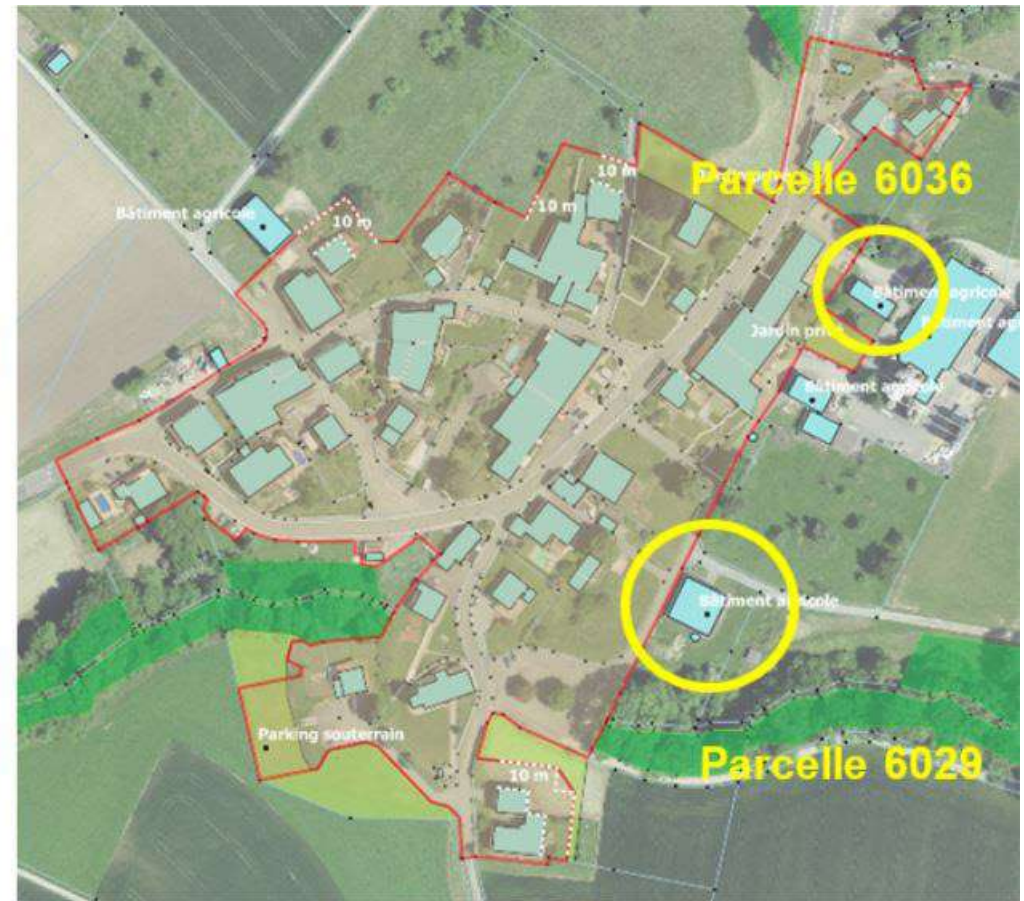 Parcelle 6036
10 m
Bâtiment agricole
10 m
10 m
Bâtiment agricole
Bâtiment agri
Jardin privé
Bâtiment agricole
Bâtiment agricole
Parking souterrain
Parcelle 6029
10 m